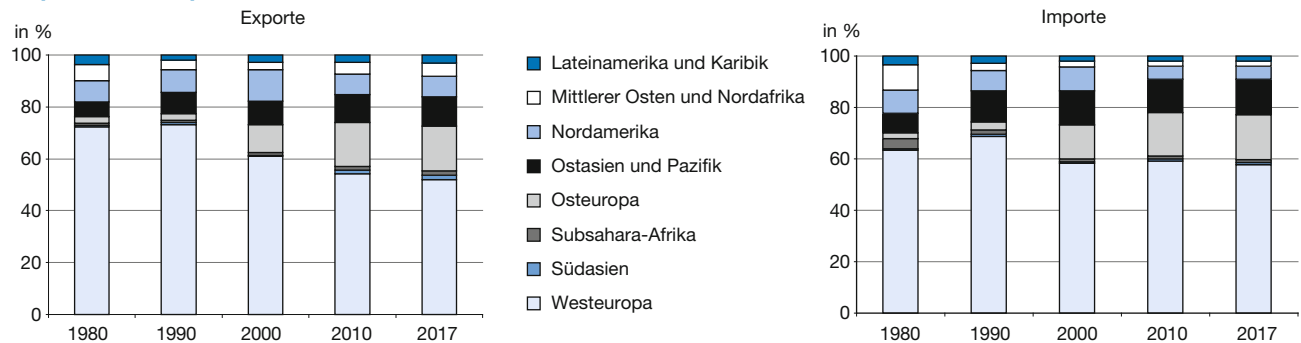 Exporte
in %
100
80
60
40
20
0
1980 1990 2000 2010 2017
Lateinamerika und Karibik
Mittlerer Osten und Nordafrika
Nordamerika
Ostasien und Pazifik
Osteuropa
Subsahara-Afrika
Südasien
Westeuropa
Importe
in %
100
80
60
40
20
0
1980 1990 2000 2010 2017